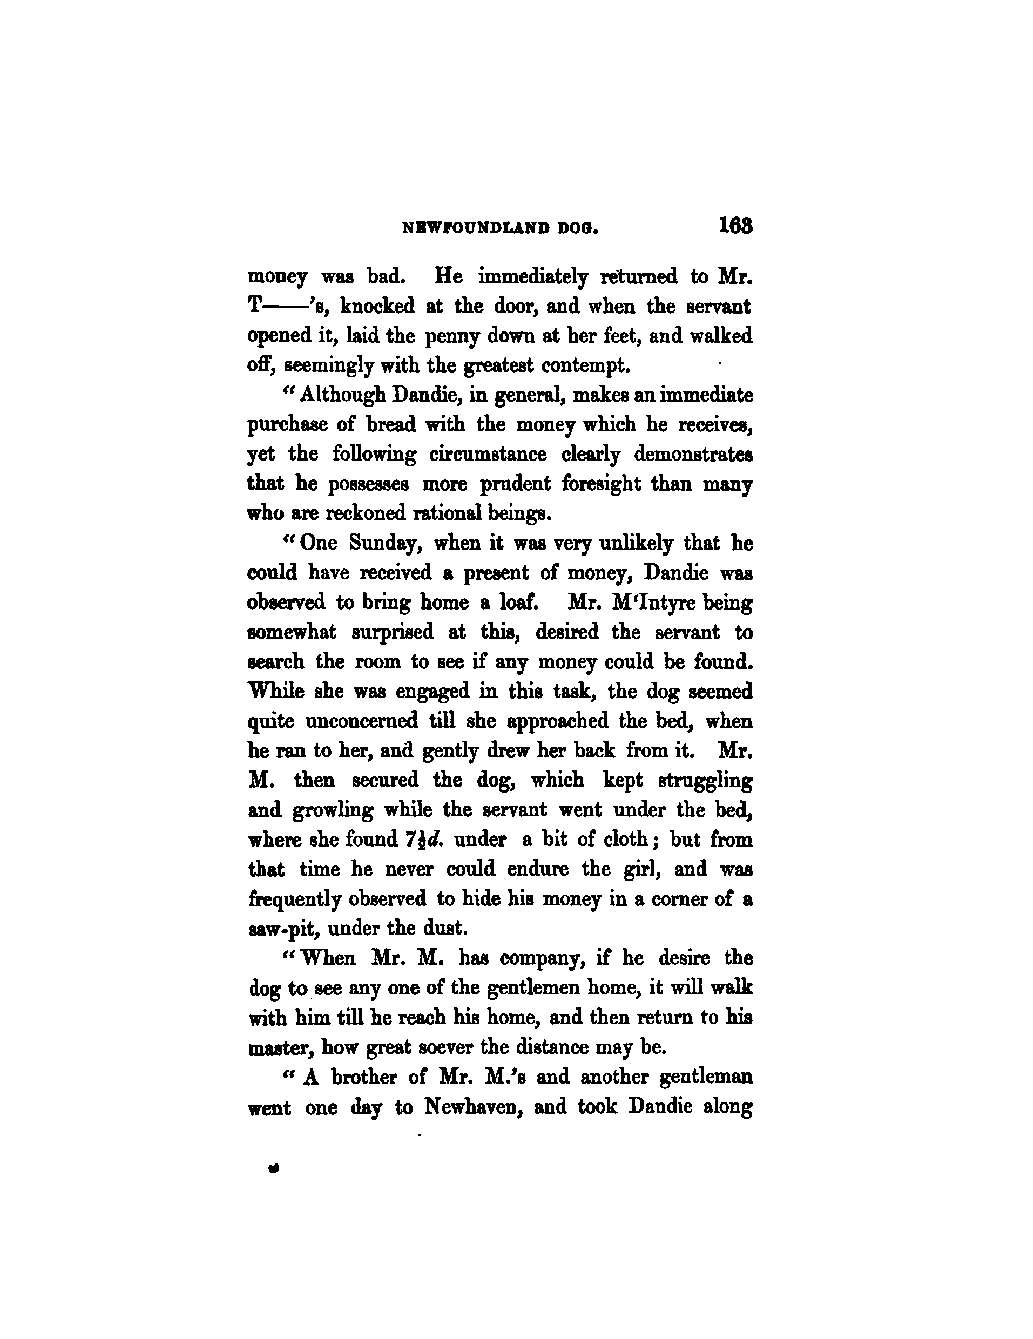 NEWFOUNDLAND DOG. 163
money was bad. He immediately returned to Mr.
T——'s, knocked at the door, and when the servant
opened it, laid the penny down at her feet, and walked
off, seemingly with the greatest contempt.
“Although Dandie, in general, makes an immediate
purchase of bread with the money which he receives,
yet the following circumstance clearly demonstrates
that he possesses more prudent foresight than many
who are reckoned rational beings.
“One Sunday, when it was very unlikely that he
could have received a present of money, Dandie was
observed to bring home a loaf. Mr. M‘Intyre being
somewhat surprised at this, desired the servant to
search the room to see if any money could be found.
While she was engaged in this task, the dog seemed
quite unconcerned till she approached the bed, when
he ran to her, and gently drew her back from it. Mr.
M. then secured the dog, which kept struggling
and growling while the servant went under the bed,
where she found 7½d. under a bit of cloth; but from
that time he never could endure the girl, and was
frequently observed to hide his money in a corner of a
saw-pit, under the dust.
“When Mr. M. has company, if he desire the
dog to see any one of the gentlemen home, it will walk
with him till he reach his home, and then return to his
master, how great soever the distance may be.
“A brother of Mr. M.'s and another gentleman
went one day to Newhaven, and took Dandie along